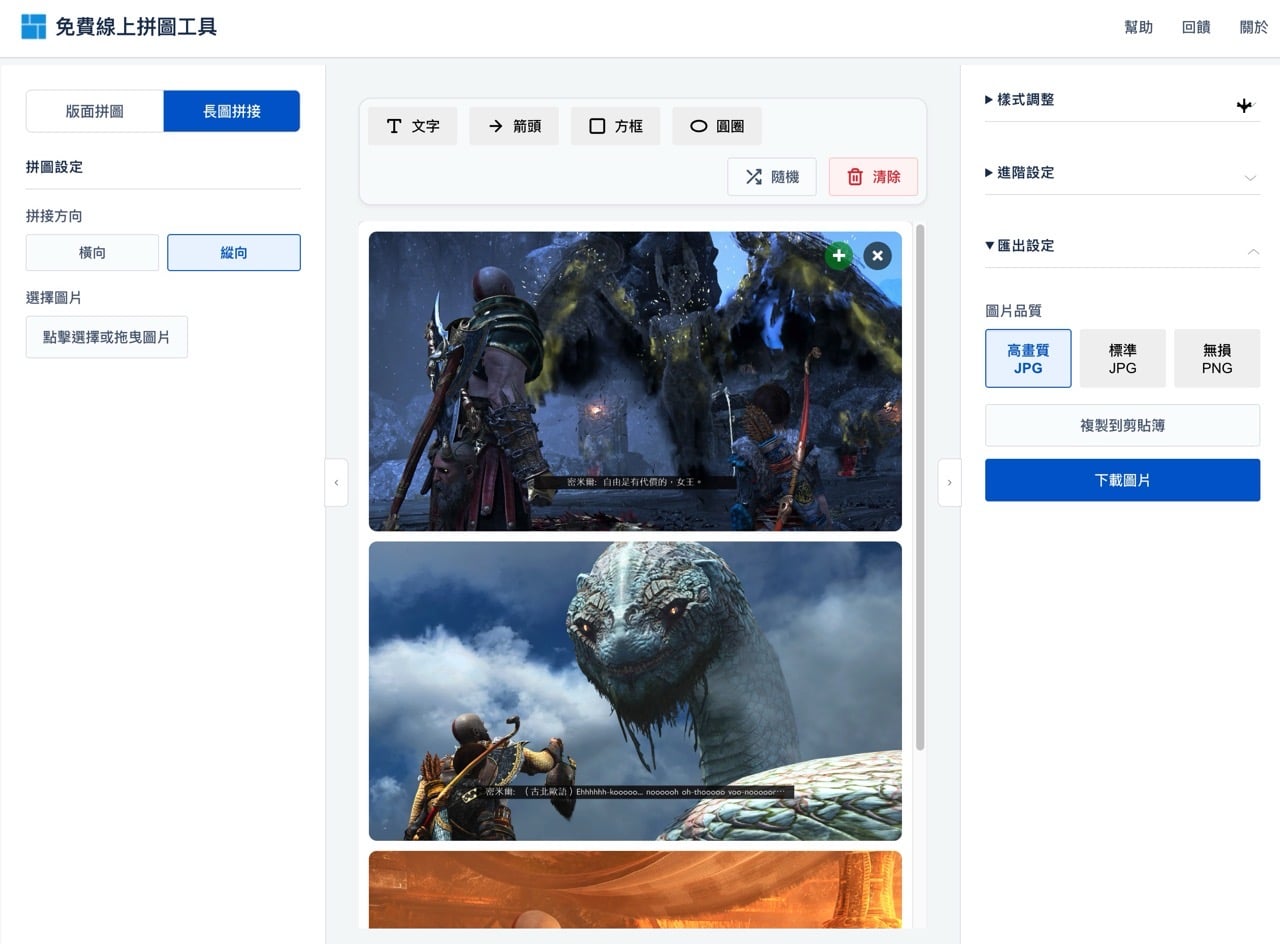 免費線上拼圖工具
幫助 回饋 關於
版面拼圖 長圖拼接
拼圖設定
拼接方向
橫向 縱向
選擇圖片
點擊選擇或拖曳圖片
文字 箭頭 方框 圓圈
隨機 清除
密米爾: 自由是有代價的，女王。
密米爾: （古北歐語）Ehhhhhh-kooooo... noooooh oh-thooooo voo-nooooor⋯
樣式調整
進階設定
匯出設定
圖片品質
高畫質
JPG
標準
JPG
無損
PNG
複製到剪貼簿
下載圖片